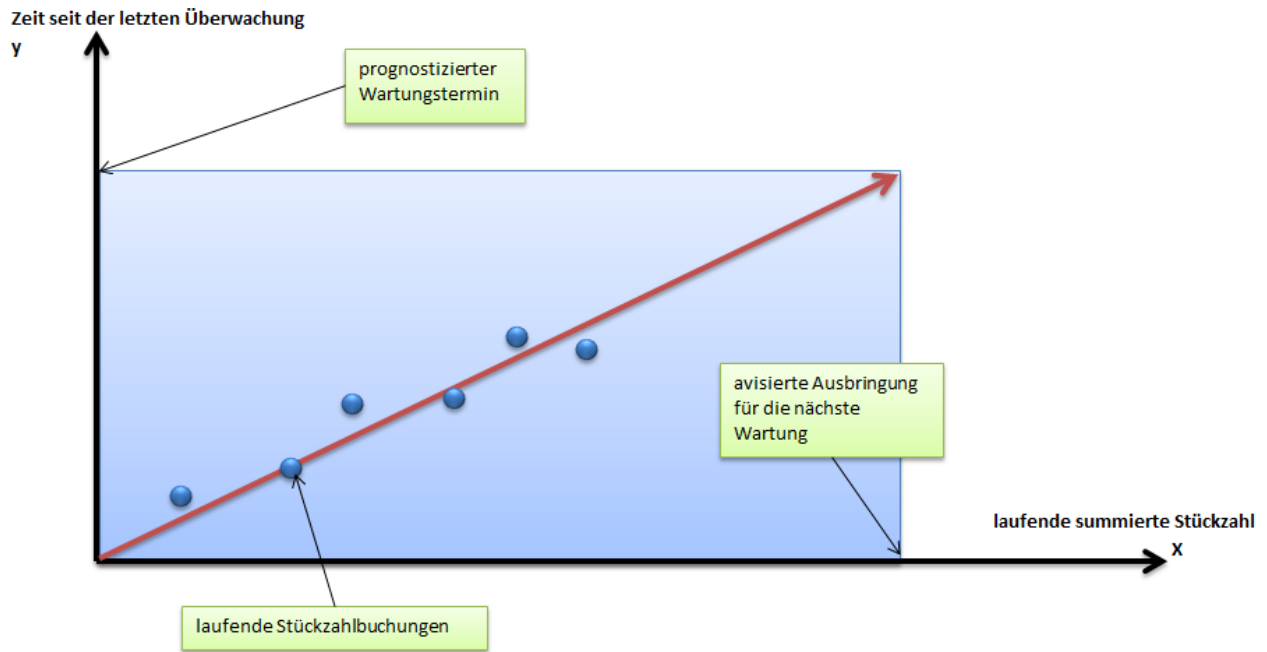 Zeit seit der letzten Überwachung
y
prognostizierter
Wartungstermin
avisierte Ausbringung
für die nächste
Wartung
laufende summierte Stückzahl
X
laufende Stückzahlbuchungen